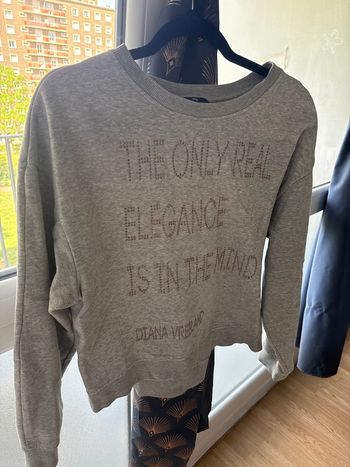 THE ONLY REAL
ELEGANCE
IS IN THE MIND
DIANA VREELAND